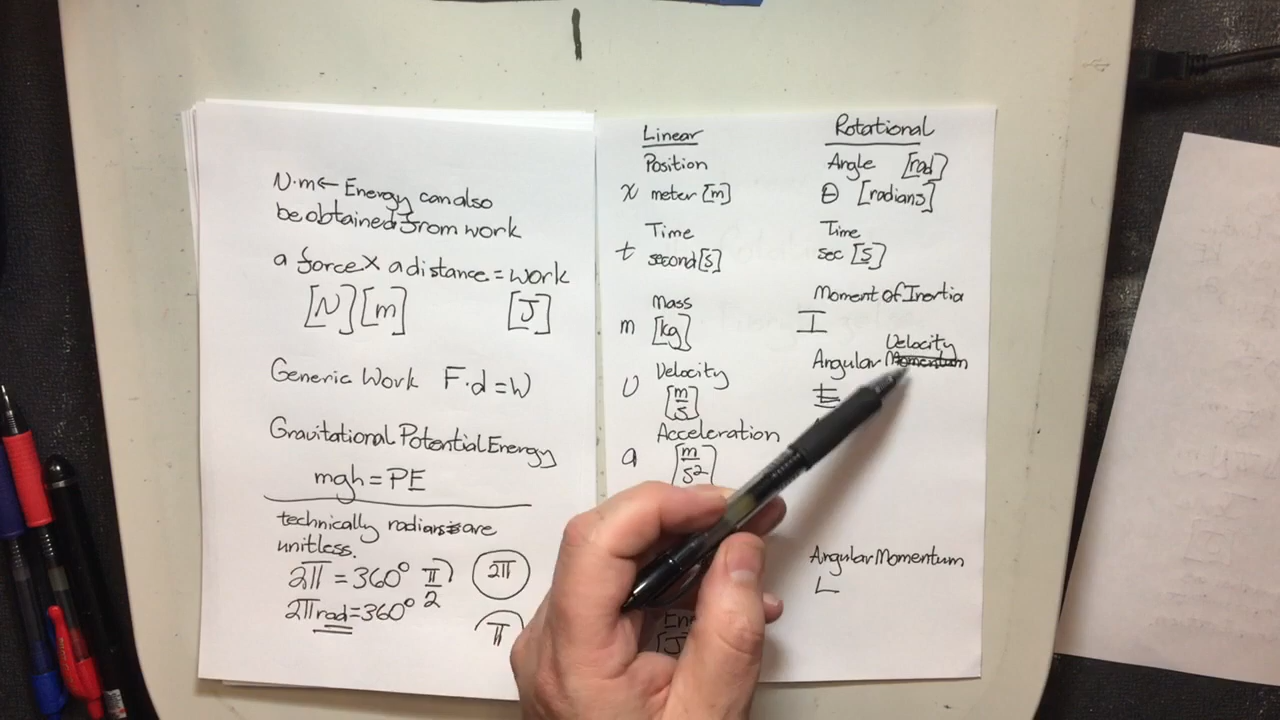 N·m← Energy can also
be obtained from work
a force × a distance = work
[N] [m] [J]
Generic Work F·d = W
Gravitational Potential Energy
mgh = PE
technically radians are
unitless.
2π = 360° π/2
2π rad = 360°
2π
π
Linear
Position
x meter [m]
Time
t second [s]
Mass
m [kg]
Velocity
v [m/s]
Acceleration
a [m/s²]
Rotational
Angle [rad]
θ [radians]
Time
sec [s]
Moment of Inertia
I
Velocity
Angular Momentum
Angular Momentum
L